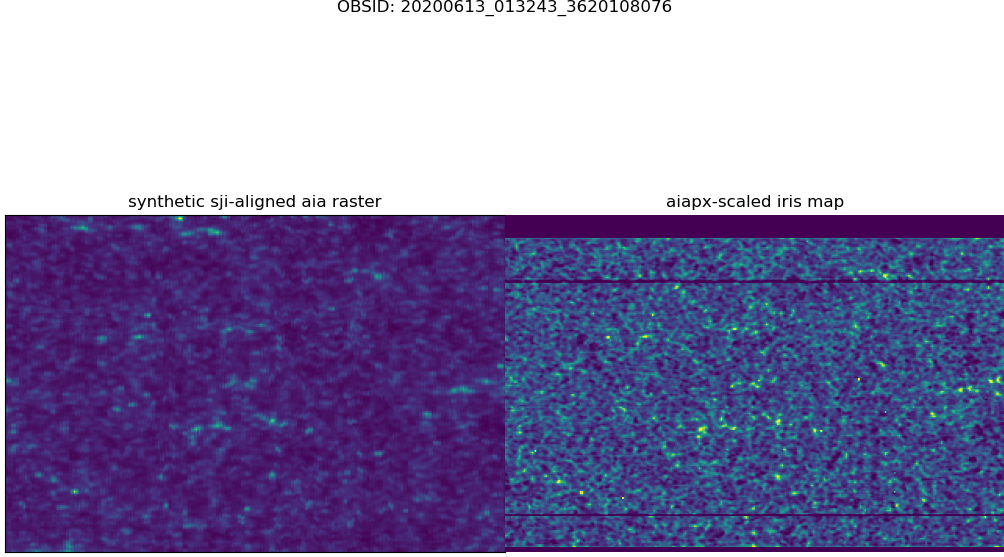 OBSID: 20200613_013243_3620108076
synthetic sji-aligned aia raster
aiapx-scaled iris map